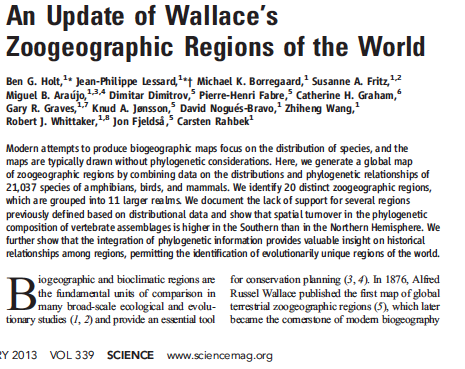 An Update of Wallace's
Zoogeographic Regions of the World
Ben G. Holt,¹* Jean-Philippe Lessard,¹*† Michael K. Borregaard,¹ Susanne A. Fritz,¹,²
Miguel B. Araújo,¹,³,⁴ Dimitar Dimitrov,⁵ Pierre-Henri Fabre,⁵ Catherine H. Graham,⁶
Gary R. Graves,¹,⁷ Knud A. Jønsson,⁵ David Nogués-Bravo,¹ Zhiheng Wang,¹
Robert J. Whittaker,¹,⁸ Jon Fjeldså,⁵ Carsten Rahbek¹
Modern attempts to produce biogeographic maps focus on the distribution of species, and the
maps are typically drawn without phylogenetic considerations. Here, we generate a global map
of zoogeographic regions by combining data on the distributions and phylogenetic relationships of
21,037 species of amphibians, birds, and mammals. We identify 20 distinct zoogeographic regions,
which are grouped into 11 larger realms. We document the lack of support for several regions
previously defined based on distributional data and show that spatial turnover in the phylogenetic
composition of vertebrate assemblages is higher in the Southern than in the Northern Hemisphere. We
further show that the integration of phylogenetic information provides valuable insight on historical
relationships among regions, permitting the identification of evolutionarily unique regions of the world.
Biogeographic and bioclimatic regions are
the fundamental units of comparison in
many broad-scale ecological and evolu-
tionary studies (1, 2) and provide an essential tool
for conservation planning (3, 4). In 1876, Alfred
Russel Wallace published the first map of global
terrestrial zoogeographic regions (5), which later
became the cornerstone of modern biogeography
RY 2013 VOL 339 SCIENCE www.sciencemag.org